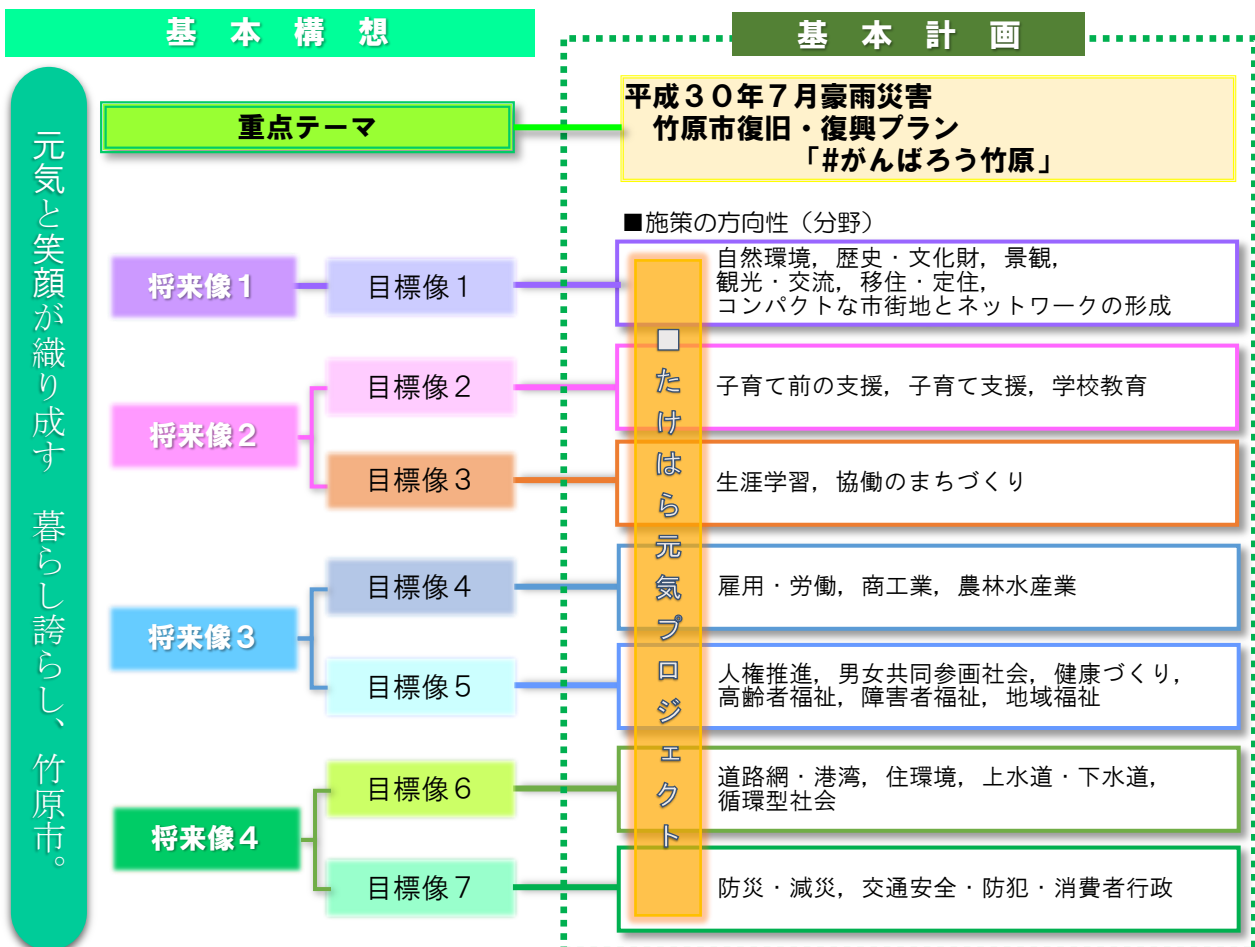 基本構想
基本計画
元気と笑顔が織り成す　暮らし誇らし、竹原市。
重点テーマ
平成３０年７月豪雨災害
竹原市復旧・復興プラン
「#がんばろう竹原」
■施策の方向性（分野）
■たけはら元気プロジェクト
将来像１
目標像１
自然環境，歴史・文化財，景観，
観光・交流，移住・定住，
コンパクトな市街地とネットワークの形成
将来像２
目標像２
子育て前の支援，子育て支援，学校教育
目標像３
生涯学習，協働のまちづくり
将来像３
目標像４
雇用・労働，商工業，農林水産業
目標像５
人権推進，男女共同参画社会，健康づくり，
高齢者福祉，障害者福祉，地域福祉
将来像４
目標像６
道路網・港湾，住環境，上水道・下水道，
循環型社会
目標像７
防災・減災，交通安全・防犯・消費者行政